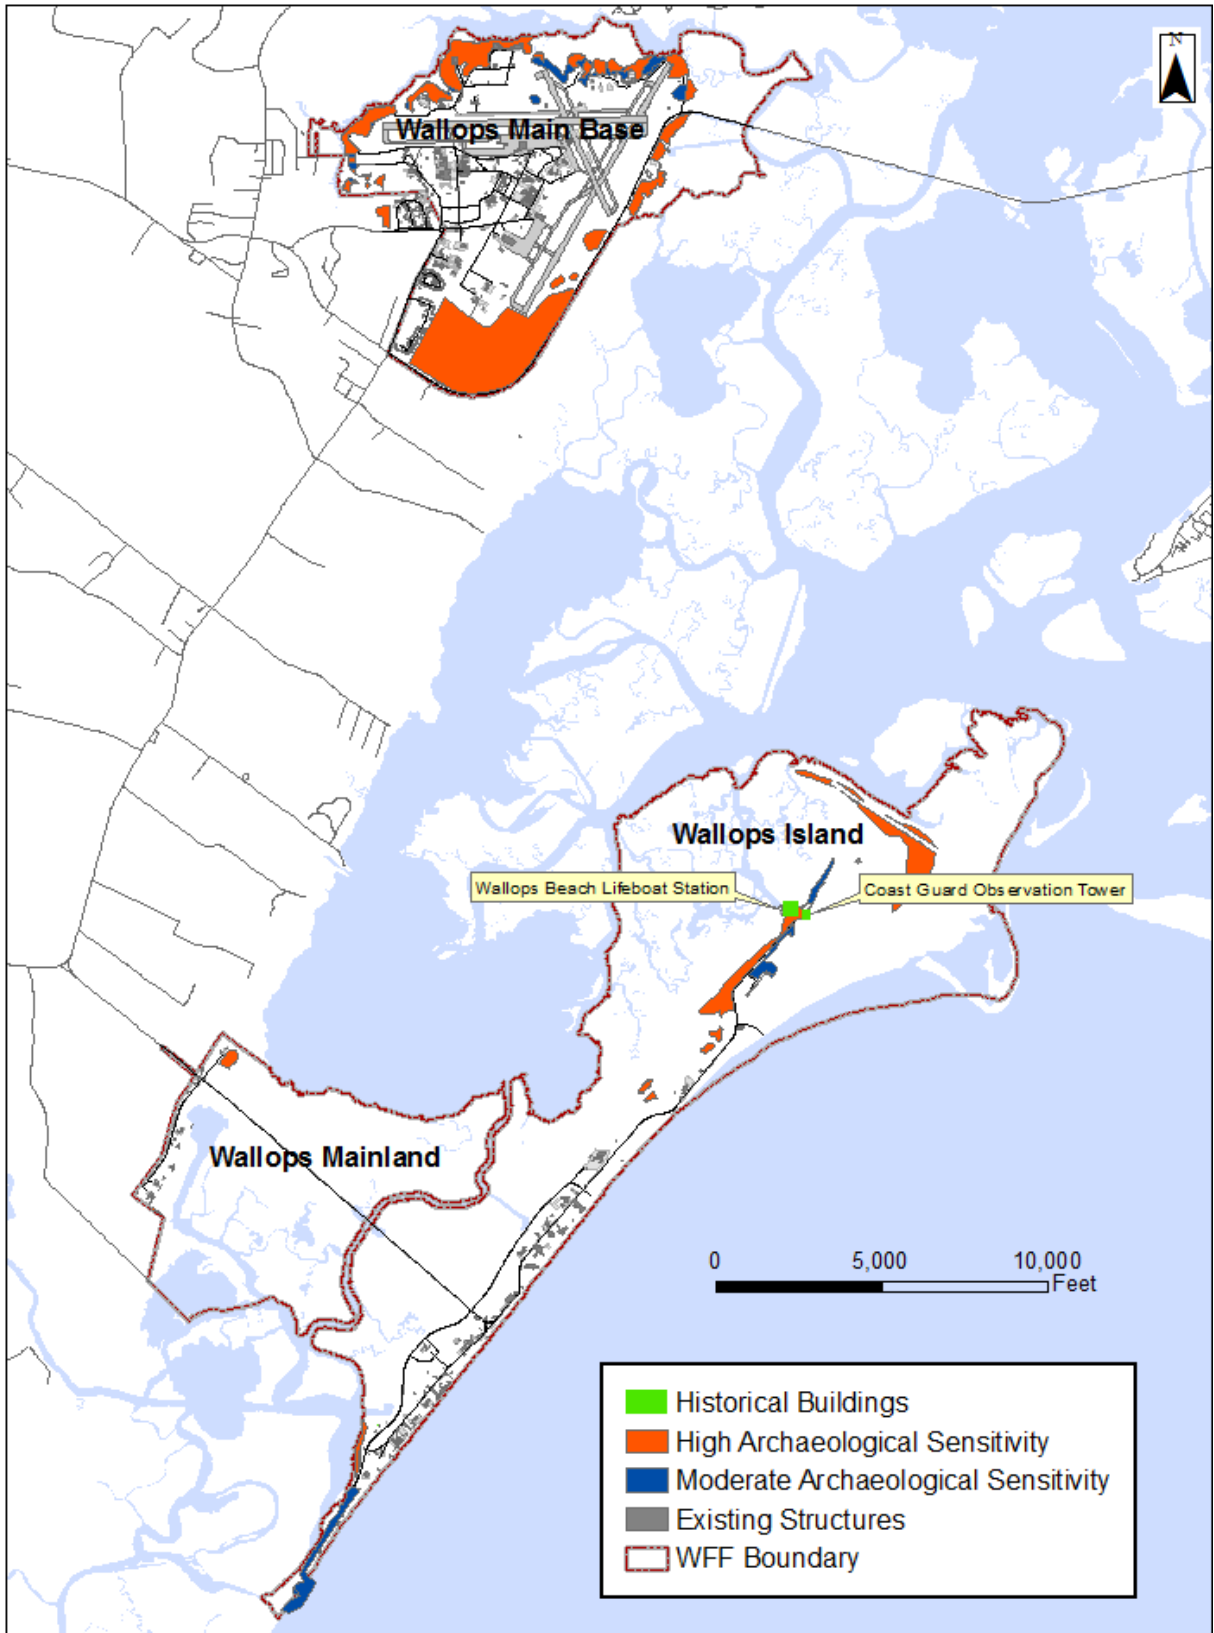 N
Wallops Main Base
Wallops Island
Wallops Beach Lifeboat Station
Coast Guard Observation Tower
Wallops Mainland
0 5,000 10,000
Feet
Historical Buildings
High Archaeological Sensitivity
Moderate Archaeological Sensitivity
Existing Structures
WFF Boundary